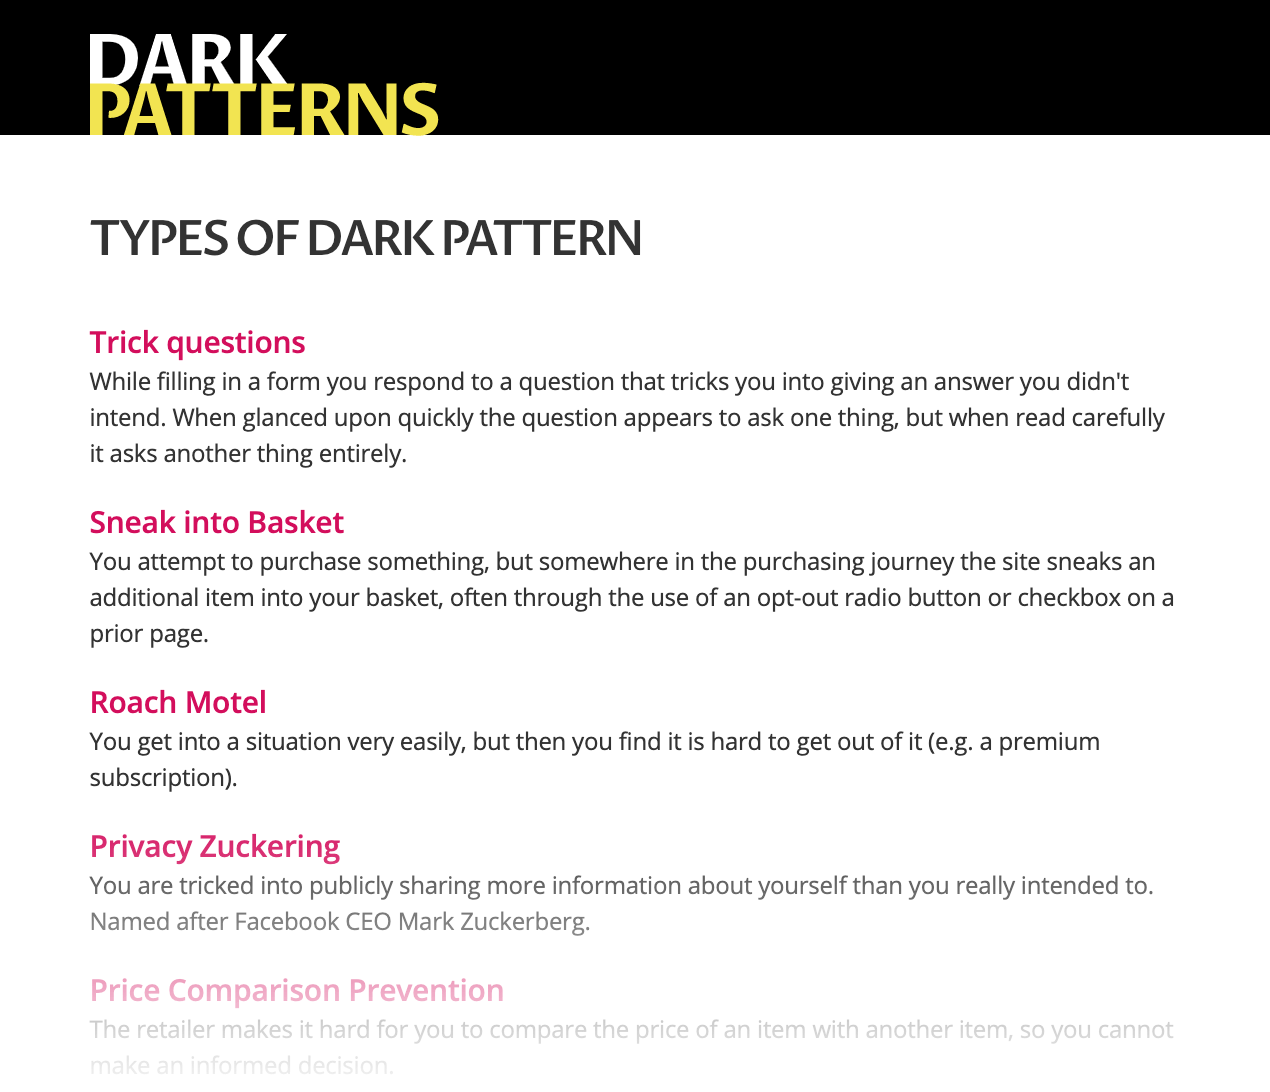 DARK
PATTERNS
TYPES OF DARK PATTERN
Trick questions
While filling in a form you respond to a question that tricks you into giving an answer you didn't
intend. When glanced upon quickly the question appears to ask one thing, but when read carefully
it asks another thing entirely.
Sneak into Basket
You attempt to purchase something, but somewhere in the purchasing journey the site sneaks an
additional item into your basket, often through the use of an opt-out radio button or checkbox on a
prior page.
Roach Motel
You get into a situation very easily, but then you find it is hard to get out of it (e.g. a premium
subscription).
Privacy Zuckering
You are tricked into publicly sharing more information about yourself than you really intended to.
Named after Facebook CEO Mark Zuckerberg.
Price Comparison Prevention
The retailer makes it hard for you to compare the price of an item with another item, so you cannot
make an informed decision.